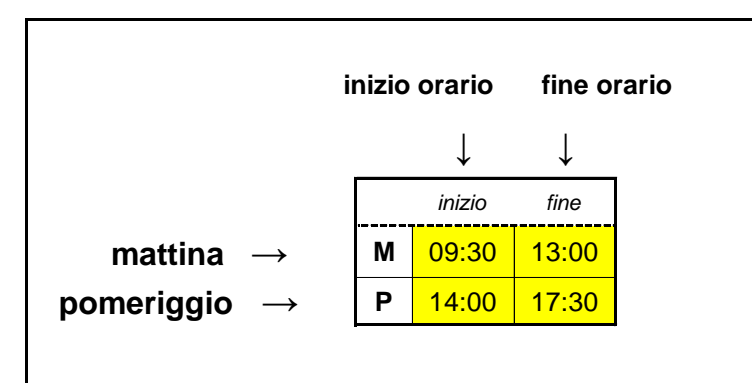 inizio orario fine orario
↓ ↓
inizio fine
mattina → M 09:30 13:00
pomeriggio → P 14:00 17:30